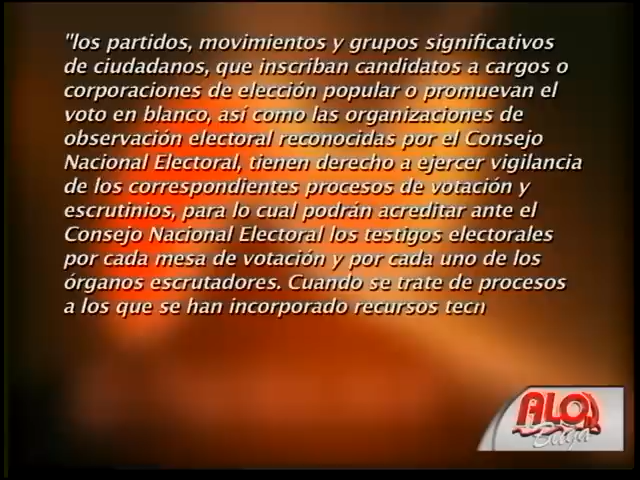 "los partidos, movimientos y grupos significativos
de ciudadanos, que inscriban candidatos a cargos o
corporaciones de elección popular o promuevan el
voto en blanco, así como las organizaciones de
observación electoral reconocidas por el Consejo
Nacional Electoral, tienen derecho a ejercer vigilancia
de los correspondientes procesos de votación y
escrutinios, para lo cual podrán acreditar ante el
Consejo Nacional Electoral los testigos electorales
por cada mesa de votación y por cada uno de los
órganos escrutadores. Cuando se trate de procesos
a los que se han incorporado recursos tecn
ALO
Buga